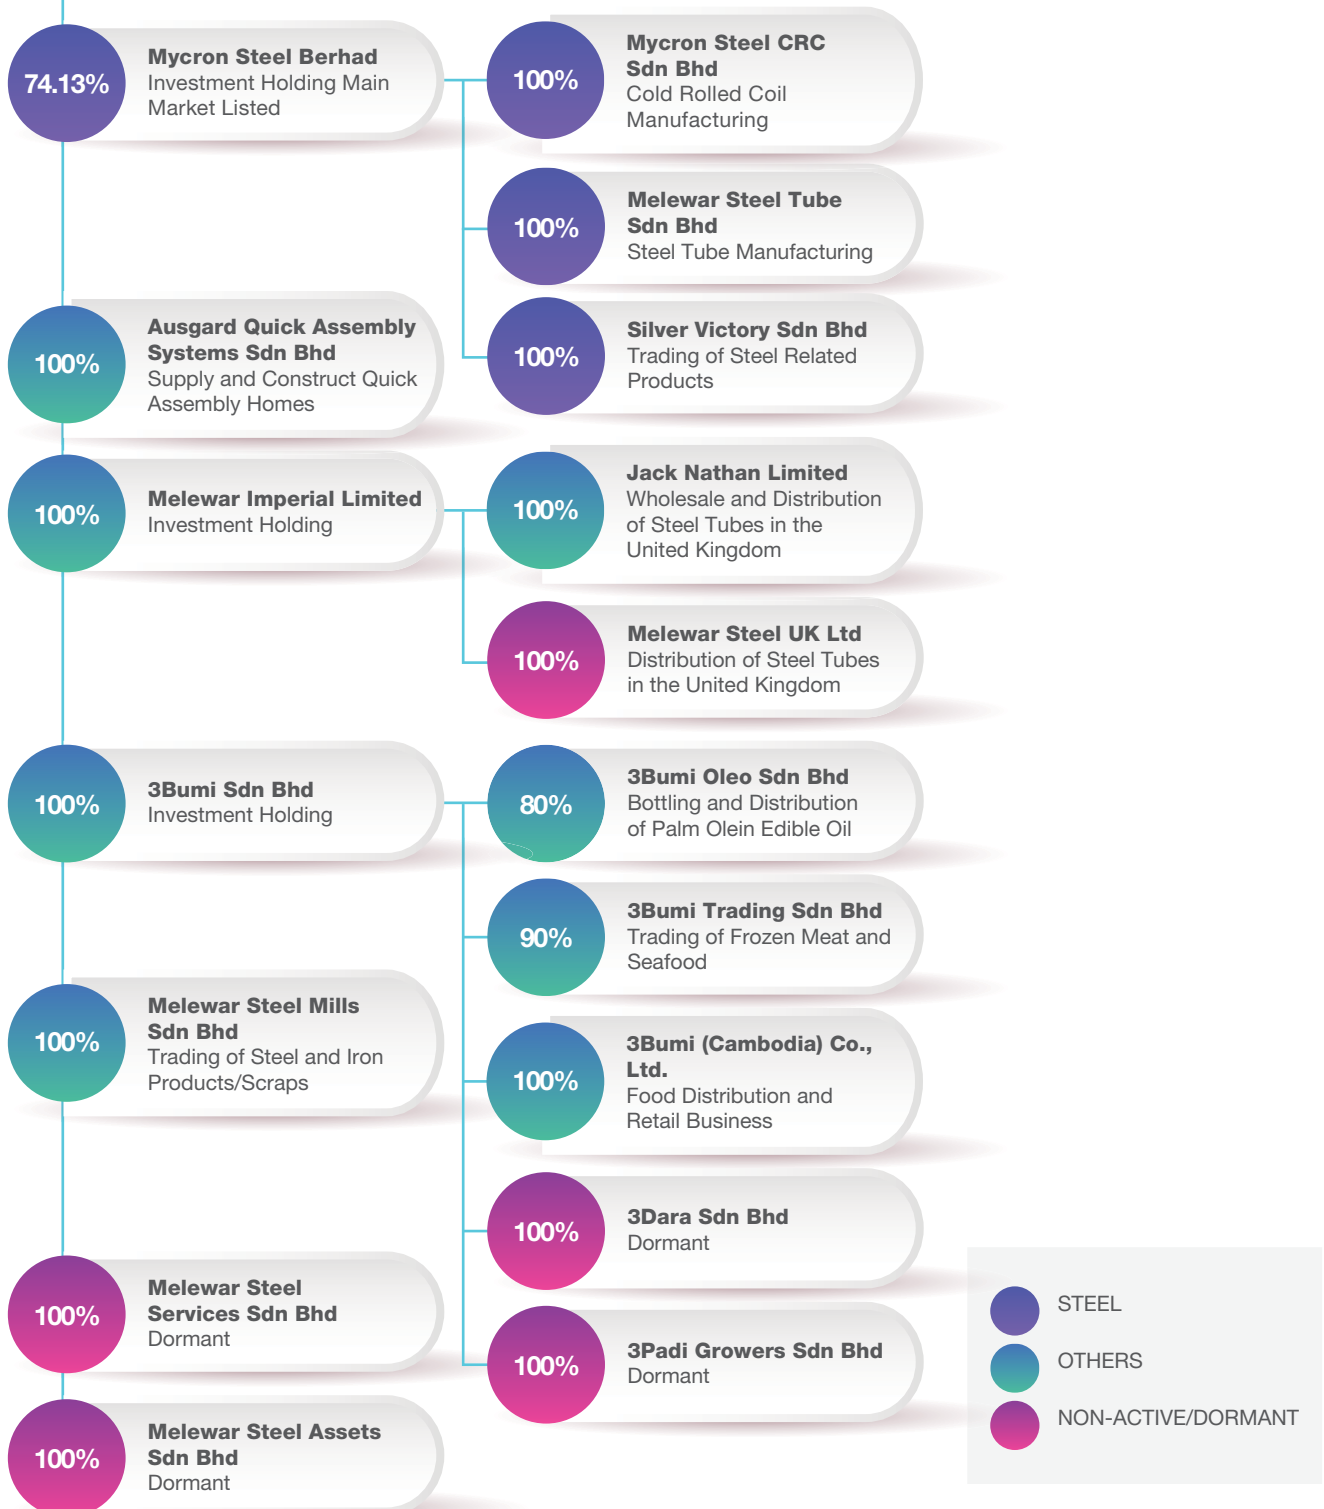 74.13%
Mycron Steel Berhad
Investment Holding Main
Market Listed
100%
Mycron Steel CRC
Sdn Bhd
Cold Rolled Coil
Manufacturing
100%
Melewar Steel Tube
Sdn Bhd
Steel Tube Manufacturing
100%
Silver Victory Sdn Bhd
Trading of Steel Related
Products
100%
Ausgard Quick Assembly
Systems Sdn Bhd
Supply and Construct Quick
Assembly Homes
100%
Melewar Imperial Limited
Investment Holding
100%
Jack Nathan Limited
Wholesale and Distribution
of Steel Tubes in the
United Kingdom
100%
Melewar Steel UK Ltd
Distribution of Steel Tubes
in the United Kingdom
100%
3Bumi Sdn Bhd
Investment Holding
80%
3Bumi Oleo Sdn Bhd
Bottling and Distribution
of Palm Olein Edible Oil
90%
3Bumi Trading Sdn Bhd
Trading of Frozen Meat and
Seafood
100%
3Bumi (Cambodia) Co.,
Ltd.
Food Distribution and
Retail Business
100%
3Dara Sdn Bhd
Dormant
100%
3Padi Growers Sdn Bhd
Dormant
100%
Melewar Steel Mills
Sdn Bhd
Trading of Steel and Iron
Products/Scraps
100%
Melewar Steel
Services Sdn Bhd
Dormant
100%
Melewar Steel Assets
Sdn Bhd
Dormant
STEEL
OTHERS
NON-ACTIVE/DORMANT